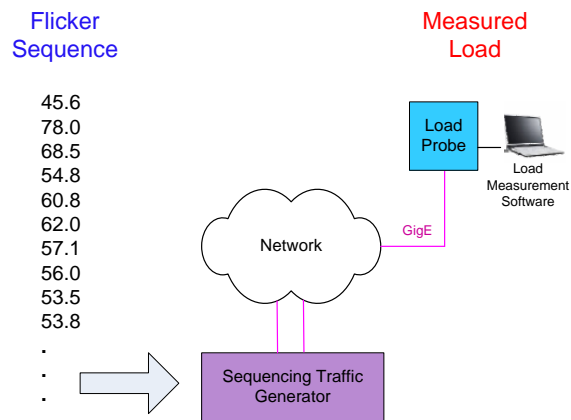 Flicker
Sequence
Measured
Load
45.6
78.0
68.5
54.8
60.8
62.0
57.1
56.0
53.5
53.8
.
.
.
Load
Probe
Load
Measurement
Software
GigE
Network
Sequencing Traffic
Generator